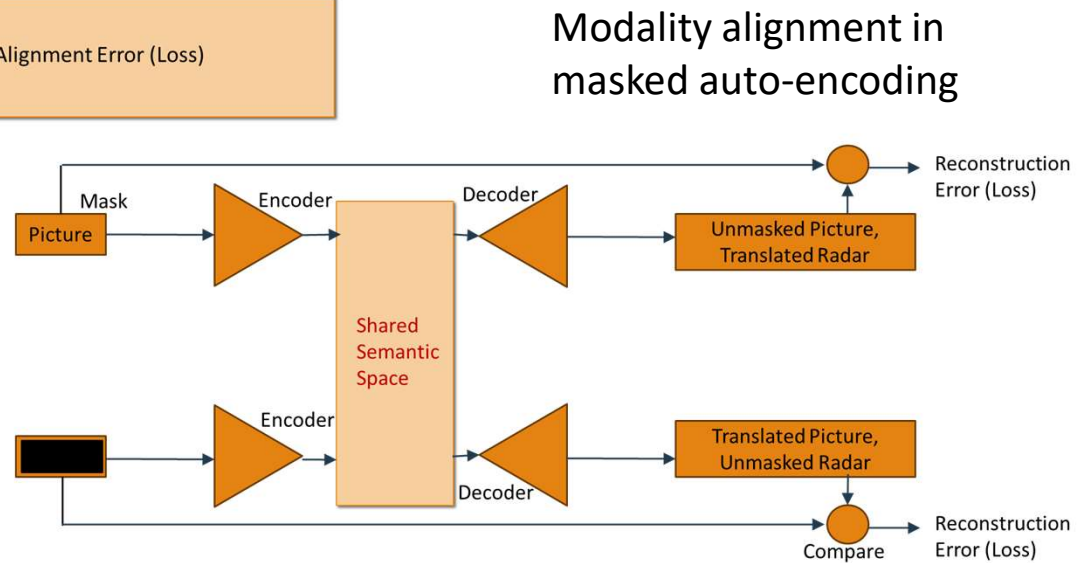 Alignment Error (Loss)
Modality alignment in
masked auto-encoding
Reconstruction
Error (Loss)
Mask
Encoder
Decoder
Picture
Unmasked Picture,
Translated Radar
Shared
Semantic
Space
Encoder
Translated Picture,
Unmasked Radar
Decoder
Reconstruction
Error (Loss)
Compare